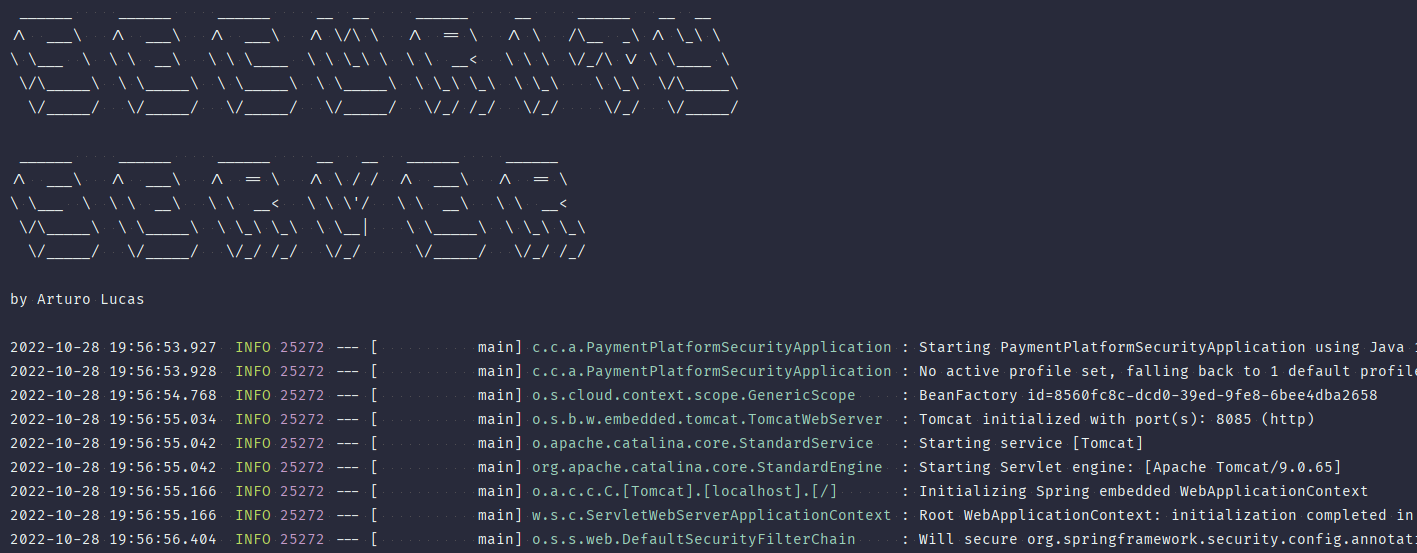 SECURITY
SERVER
by Arturo Lucas
2022-10-28 19:56:53.927 INFO 25272 --- [ main] c.c.a.PaymentPlatformSecurityApplication : Starting PaymentPlatformSecurityApplication using Java
2022-10-28 19:56:53.928 INFO 25272 --- [ main] c.c.a.PaymentPlatformSecurityApplication : No active profile set, falling back to 1 default profile
2022-10-28 19:56:54.768 INFO 25272 --- [ main] o.s.cloud.context.scope.GenericScope : BeanFactory id=8560fc8c-dcd0-39ed-9fe8-6bee4dba2658
2022-10-28 19:56:55.034 INFO 25272 --- [ main] o.s.b.w.embedded.tomcat.TomcatWebServer : Tomcat initialized with port(s): 8085 (http)
2022-10-28 19:56:55.042 INFO 25272 --- [ main] o.apache.catalina.core.StandardService : Starting service [Tomcat]
2022-10-28 19:56:55.042 INFO 25272 --- [ main] org.apache.catalina.core.StandardEngine : Starting Servlet engine: [Apache Tomcat/9.0.65]
2022-10-28 19:56:55.166 INFO 25272 --- [ main] o.a.c.c.C.[Tomcat].[localhost].[/] : Initializing Spring embedded WebApplicationContext
2022-10-28 19:56:55.166 INFO 25272 --- [ main] w.s.c.ServletWebServerApplicationContext : Root WebApplicationContext: initialization completed in
2022-10-28 19:56:56.404 INFO 25272 --- [ main] o.s.s.web.DefaultSecurityFilterChain : Will secure org.springframework.security.config.annotat